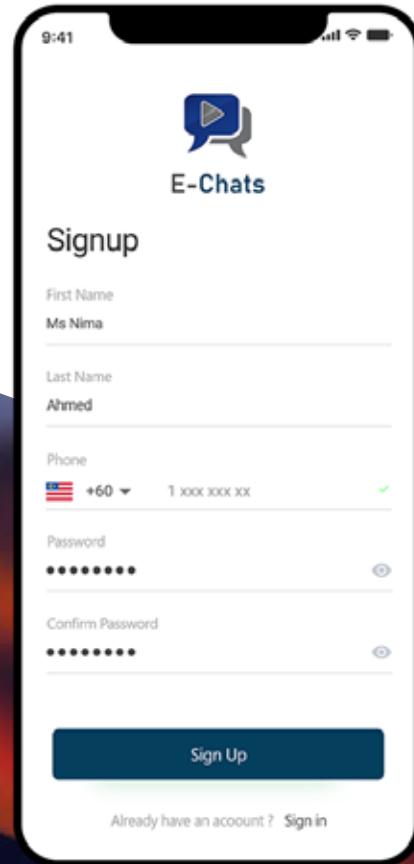 9:41
E-Chats
Signup
First Name
Ms Nima
Last Name
Ahmed
Phone
+60 1 xxx xxx xx
Password
••••••••
Confirm Password
••••••••
Sign Up
Already have an acoount ? Sign in